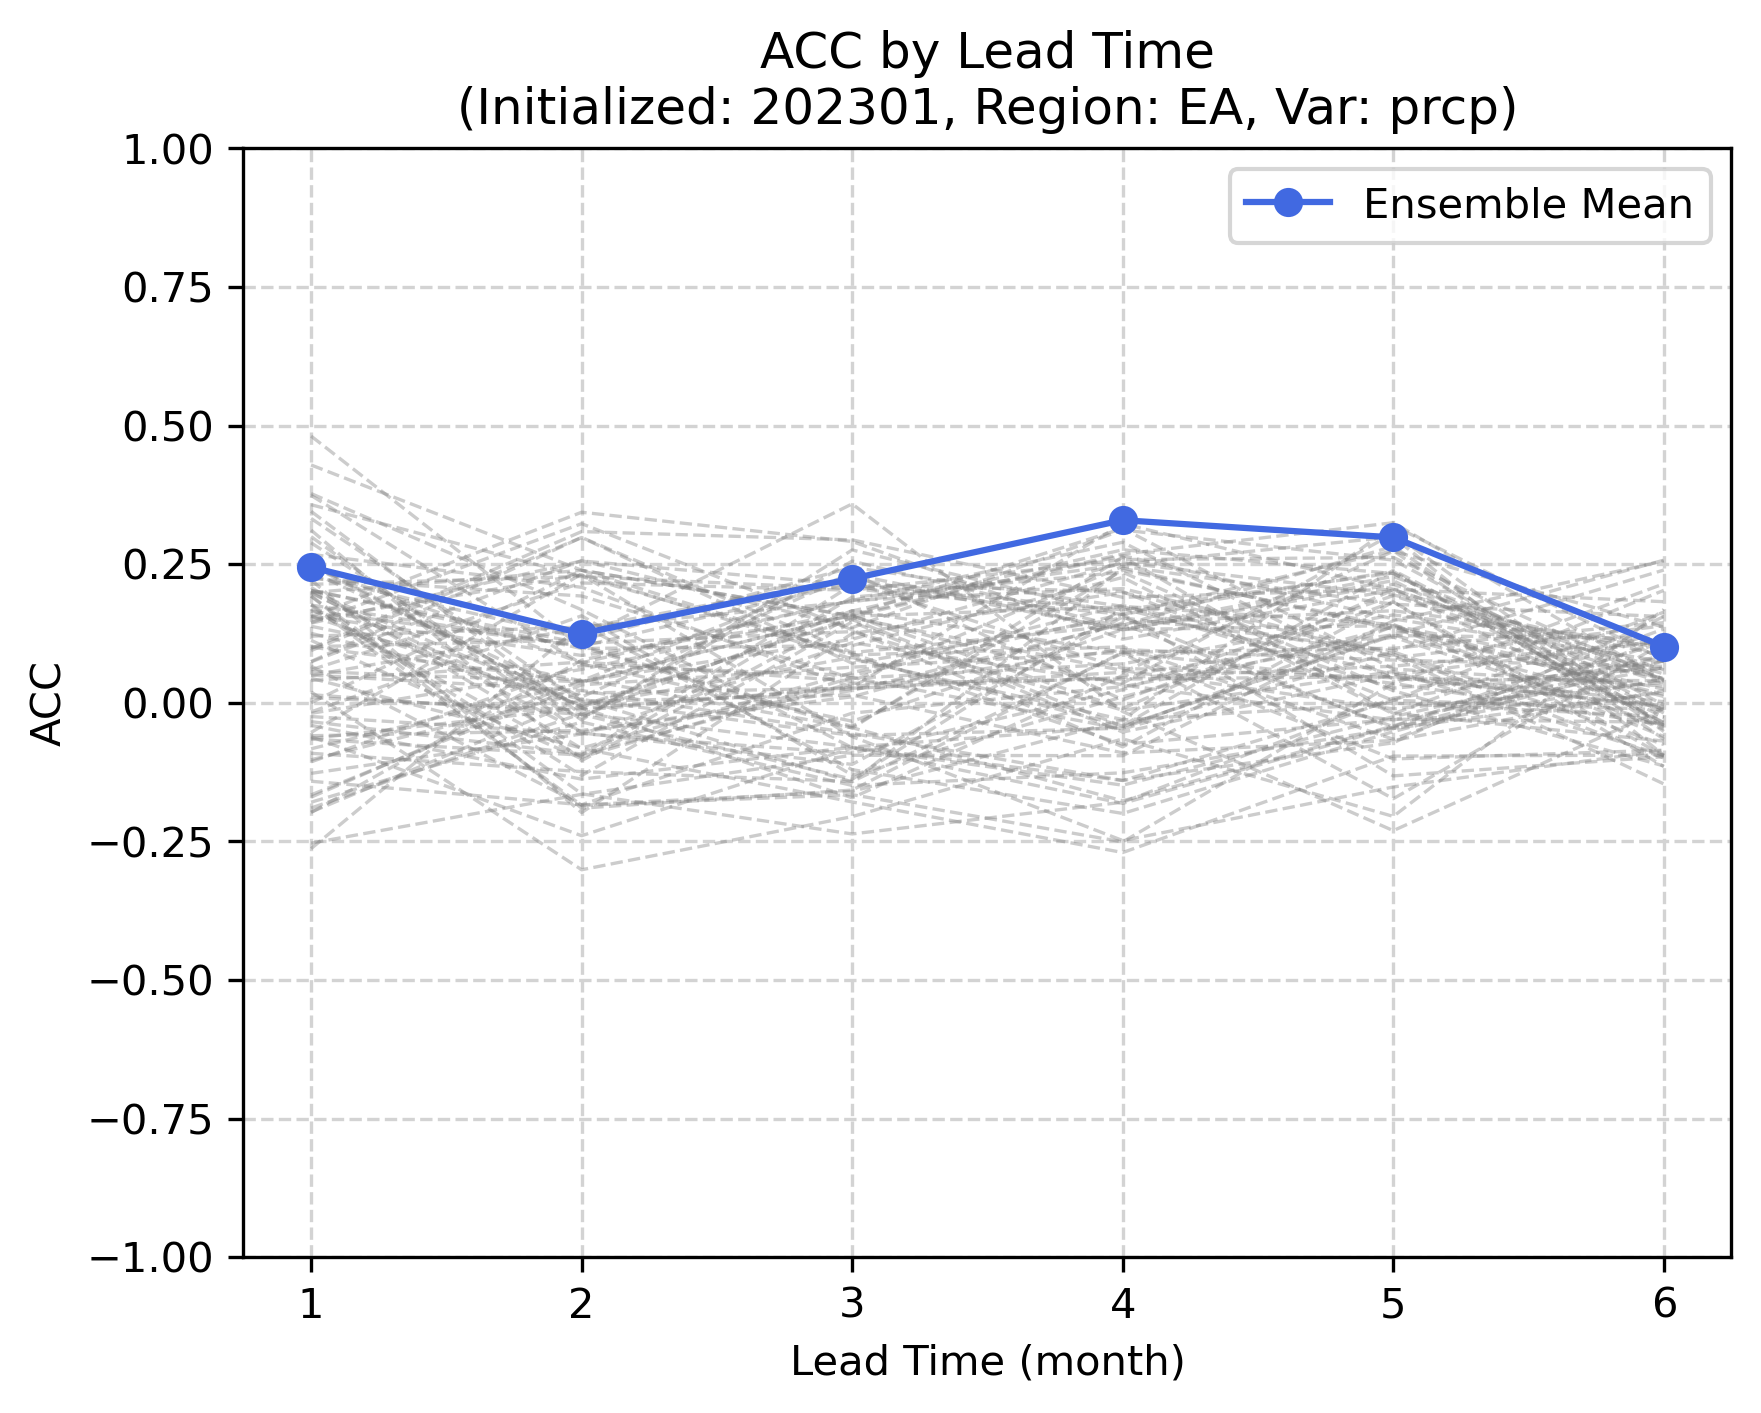 ACC by Lead Time
(Initialized: 202301, Region: EA, Var: prcp)
Ensemble Mean
ACC
1.00
0.75
0.50
0.25
0.00
−0.25
−0.50
−0.75
−1.00
1 2 3 4 5 6
Lead Time (month)